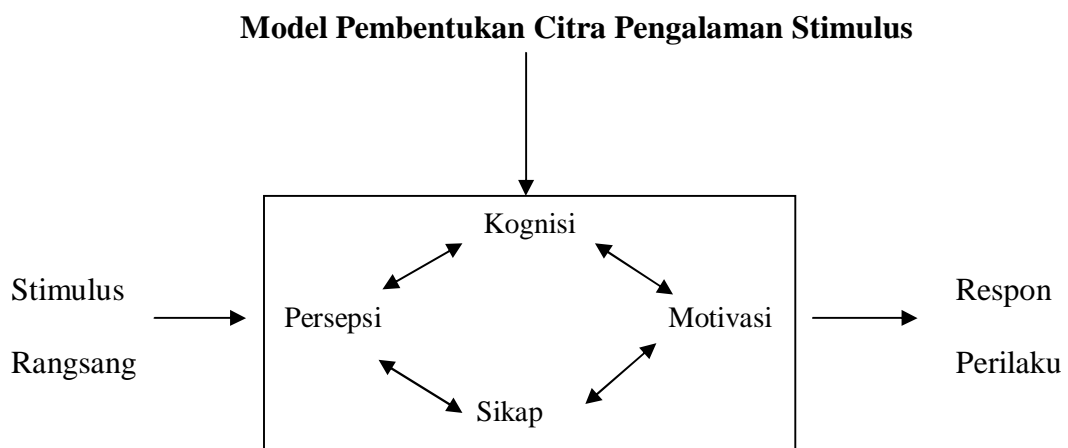 Model Pembentukan Citra Pengalaman Stimulus
Kognisi
Stimulus
Respon
Persepsi
Motivasi
Rangsang
Perilaku
Sikap